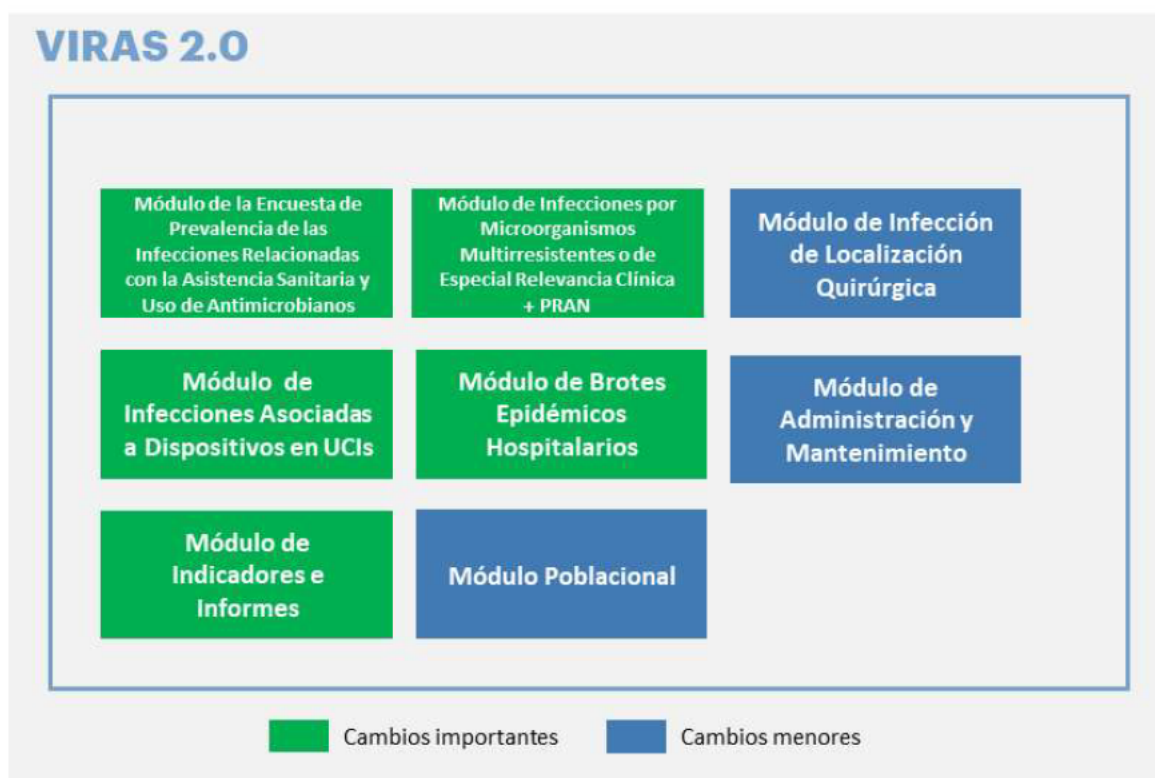 VIRAS 2.0
Módulo de la Encuesta de
Prevalencia de las
Infecciones Relacionadas
con la Asistencia Sanitaria y
Uso de Antimicrobianos
Módulo de Infecciones por
Microorganismos
Multirresistentes o de
Especial Relevancia Clínica
+ PRAN
Módulo de Infección
de Localización
Quirúrgica
Módulo de
Infecciones Asociadas
a Dispositivos en UCIs
Módulo de Brotes
Epidémicos
Hospitalarios
Módulo de
Administración y
Mantenimiento
Módulo de
Indicadores e
Informes
Módulo Poblacional
Cambios importantes
Cambios menores